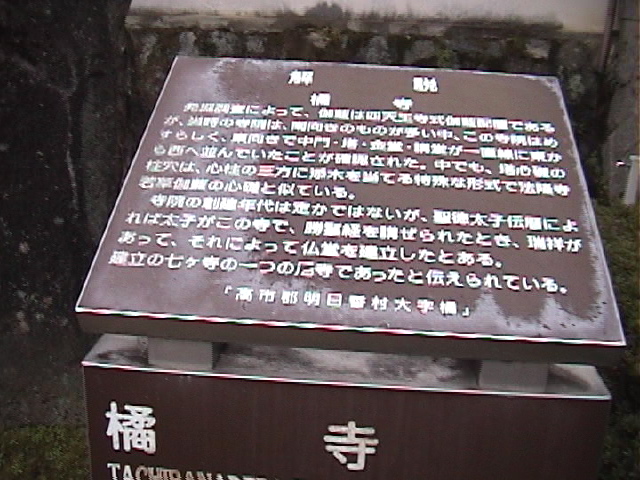 解説
橘寺
発掘調査によって、伽藍は四天王寺式伽藍配置である
が、当時の寺院は、南向きのものが多い中、この寺院はめ
ずらしく、東向きで中門・塔・金堂・講堂が一直線に東か
ら西へ並んでいたことが確認された。中でも、塔心礎の
柱穴は、心柱の三方に添木を当てる特殊な形式で法隆寺
若草伽藍の心礎と似ている。
寺院の創建年代は定かではないが、聖徳太子伝暦によ
れば太子がこの寺で、勝鬘経を講ぜられたとき、瑞祥が
あって、それによって仏堂を建立したとある。
建立の七ヶ寺の一つの尼寺であったと伝えられている。
「高市郡明日香村大字橘」
橘寺